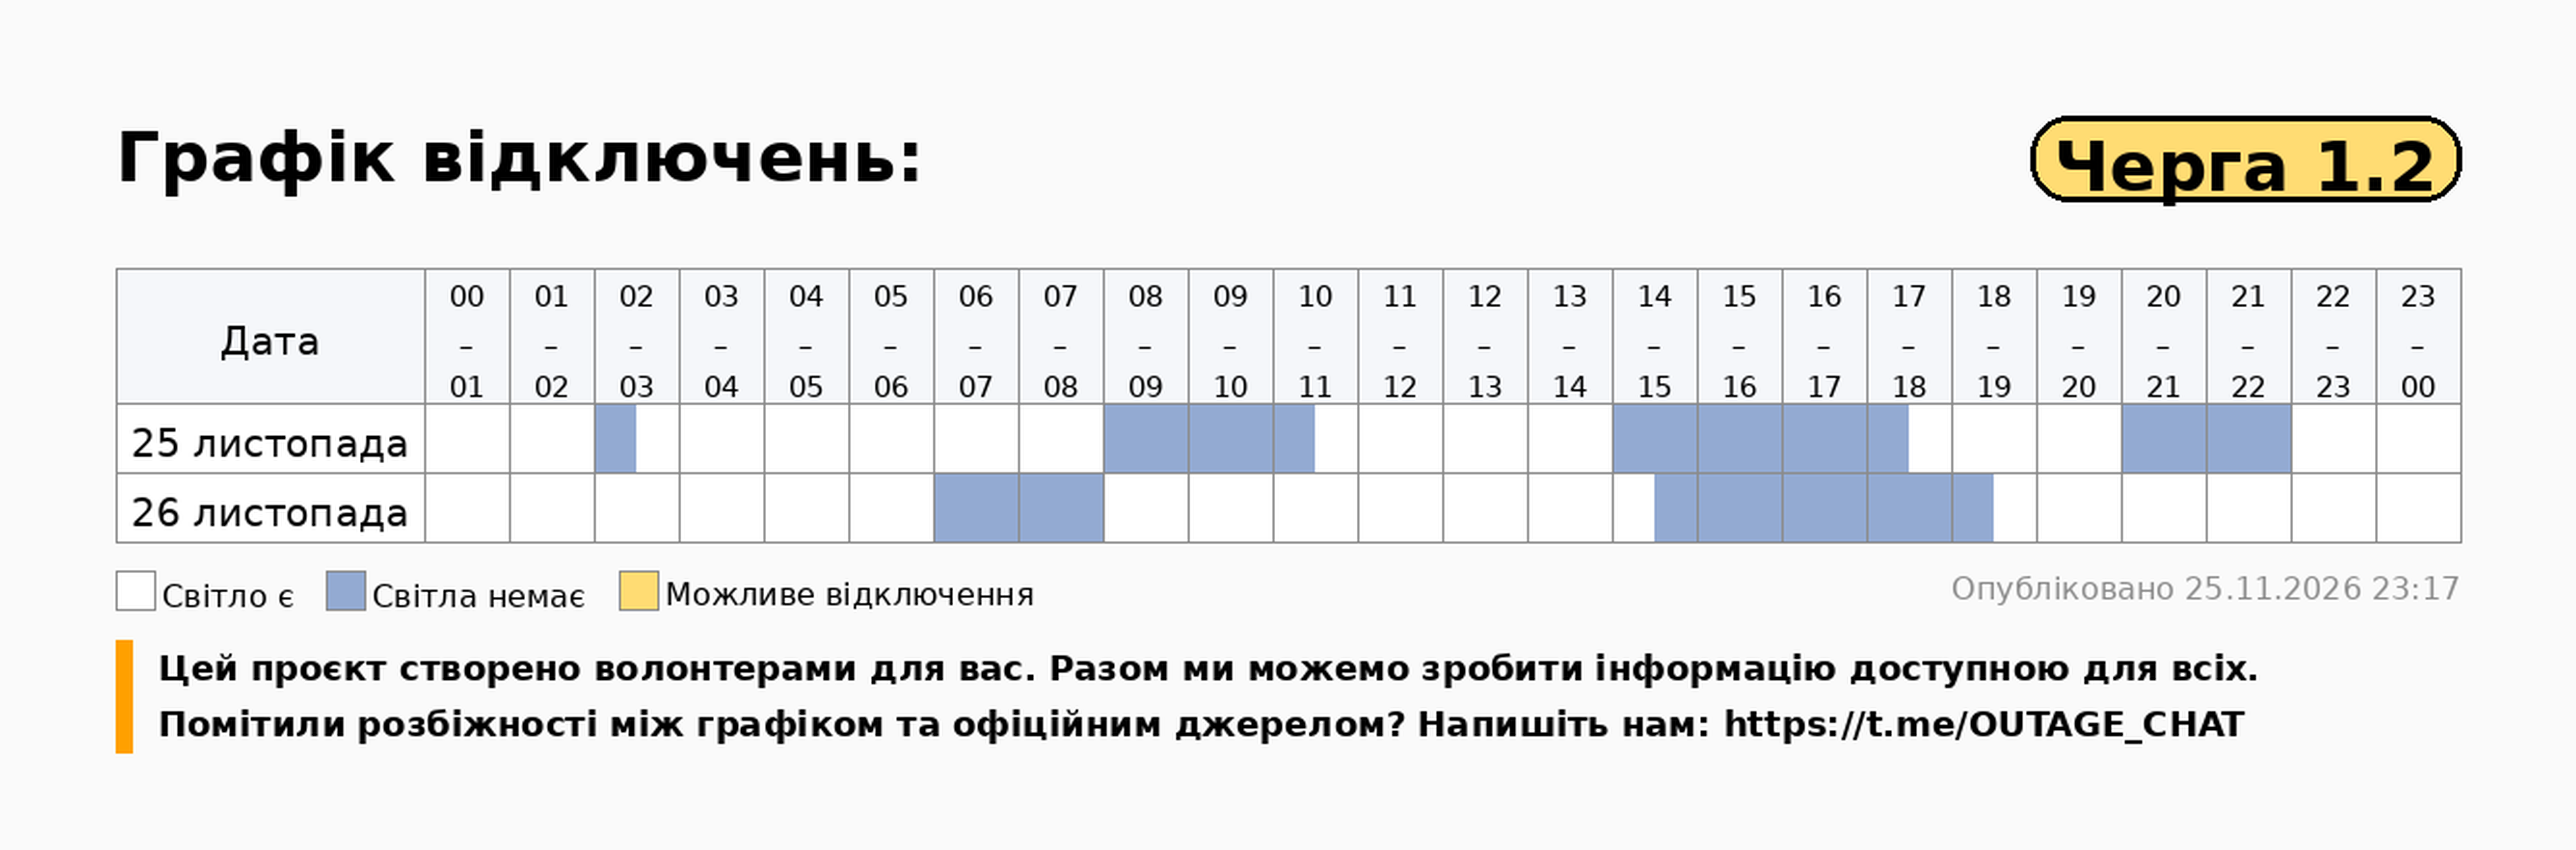 Графік відключень:
Черга 1.2
Дата 00 – 01 01 – 02 02 – 03 03 – 04 04 – 05 05 – 06 06 – 07 07 – 08 08 – 09 09 – 10 10 – 11 11 – 12 12 – 13 13 – 14 14 – 15 15 – 16 16 – 17 17 – 18 18 – 19 19 – 20 20 – 21 21 – 22 22 – 23 23 – 00
25 листопада
26 листопада
Світло є Світла немає Можливе відключення
Опубліковано 25.11.2026 23:17
Цей проєкт створено волонтерами для вас. Разом ми можемо зробити інформацію доступною для всіх.
Помітили розбіжності між графіком та офіційним джерелом? Напишіть нам: https://t.me/OUTAGE_CHAT